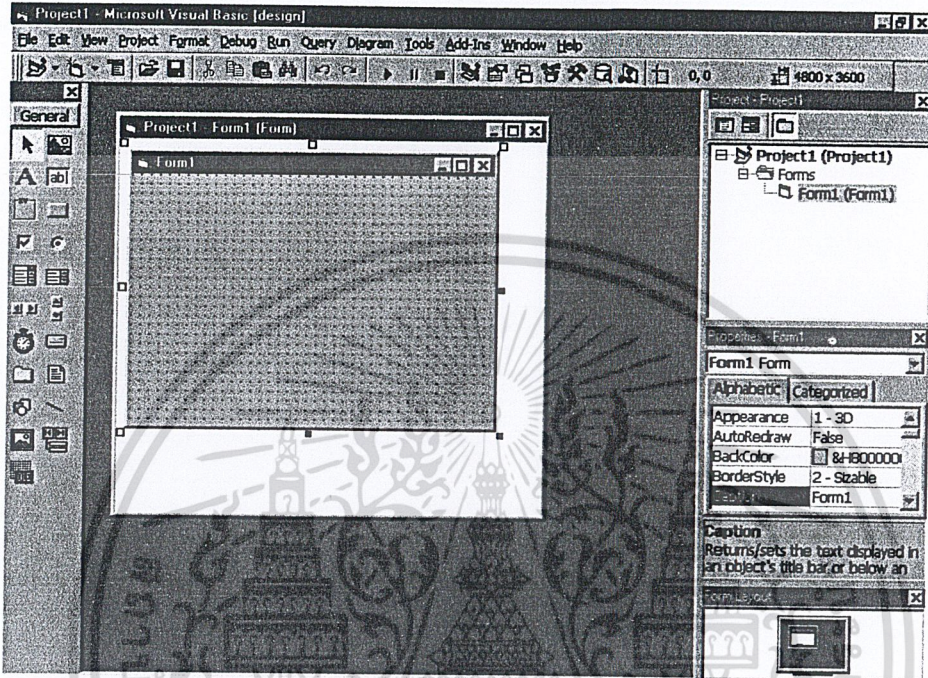 Project1 - Microsoft Visual Basic [design]
File Edit View Project Format Debug Run Query Diagram Tools Add-Ins Window Help
0, 0
4800 x 3600
General
A
ab
Project1 - Form1 (Form)
Form1
Project - Project1
Project1 (Project1)
Forms
Form1 (Form1)
Properties - Form1
Form1 Form
Alphabetic Categorized
Appearance 1 - 3D
AutoRedraw False
BackColor
BorderStyle 2 - Sizable
Caption Form1
Caption
Returns/sets the text displayed in
an object's title bar or below an
Form Layout